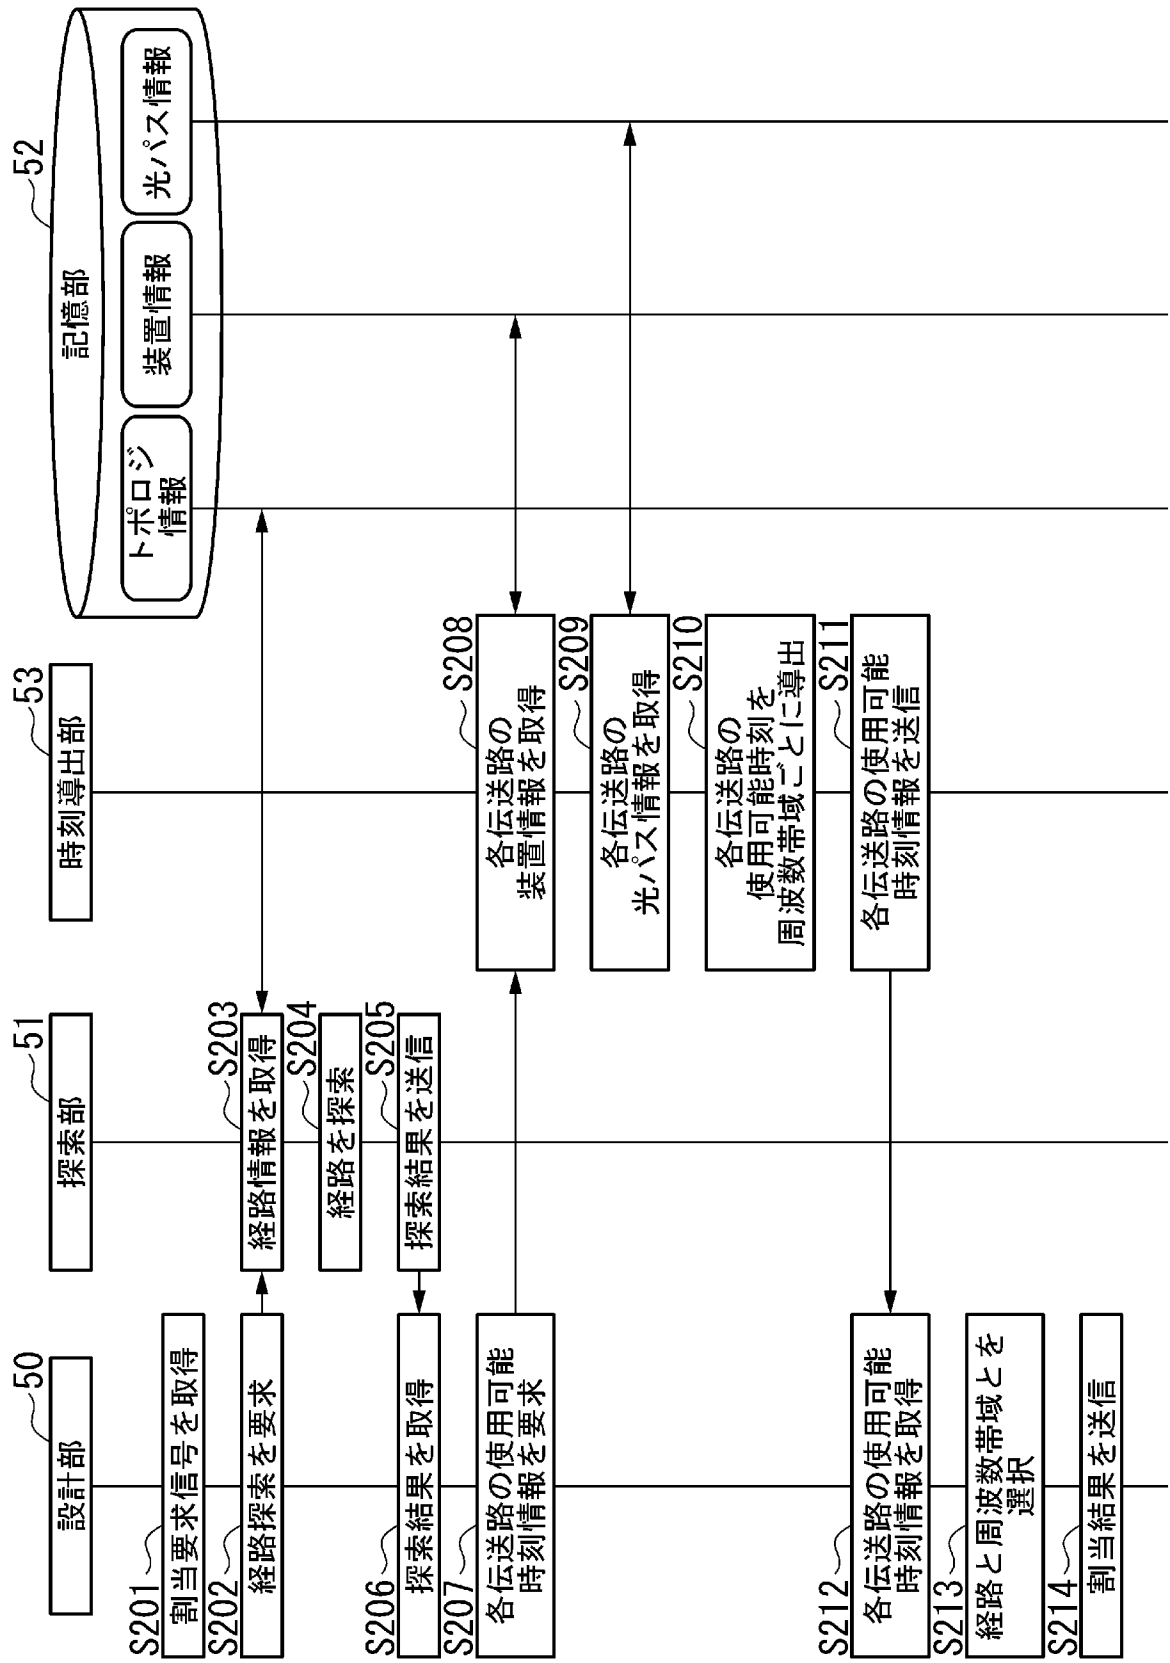 50
設計部
51
探索部
53
時刻導出部
52
記憶部
トポロジ
情報
装置情報
光パス情報
S201
割当要求信号を取得
S202
経路探索を要求
S203
経路情報を取得
S204
経路を探索
S205
探索結果を送信
S206
探索結果を取得
S207
各伝送路の使用可能
時刻情報を要求
S208
各伝送路の
装置情報を取得
S209
各伝送路の
光パス情報を取得
S210
各伝送路の
使用可能時刻を
周波数帯域ごとに導出
S211
各伝送路の使用可能
時刻情報を送信
S212
各伝送路の使用可能
時刻情報を取得
S213
経路と周波数帯域とを
選択
S214
割当結果を送信